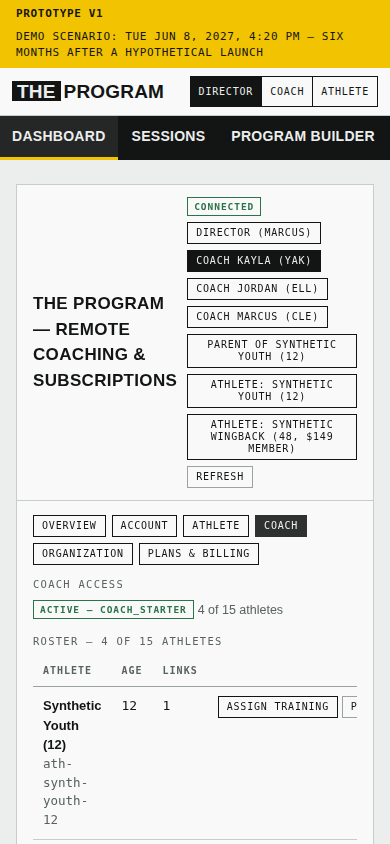 PROTOTYPE V1
DEMO SCENARIO: TUE JUN 8, 2027, 4:20 PM — SIX
MONTHS AFTER A HYPOTHETICAL LAUNCH
THE PROGRAM
DIRECTOR COACH ATHLETE
DASHBOARD SESSIONS PROGRAM BUILDER
THE PROGRAM
— REMOTE
COACHING &
SUBSCRIPTIONS
CONNECTED
DIRECTOR (MARCUS)
COACH KAYLA (YAK)
COACH JORDAN (ELL)
COACH MARCUS (CLE)
PARENT OF SYNTHETIC
YOUTH (12)
ATHLETE: SYNTHETIC
YOUTH (12)
ATHLETE: SYNTHETIC
WINGBACK (48, $149
MEMBER)
REFRESH
OVERVIEW ACCOUNT ATHLETE COACH
ORGANIZATION PLANS & BILLING
COACH ACCESS
ACTIVE — COACH_STARTER 4 of 15 athletes
ROSTER — 4 OF 15 ATHLETES
ATHLETE AGE LINKS
Synthetic 12 1 ASSIGN TRAINING P
Youth
(12)
ath-
synth-
youth-
12